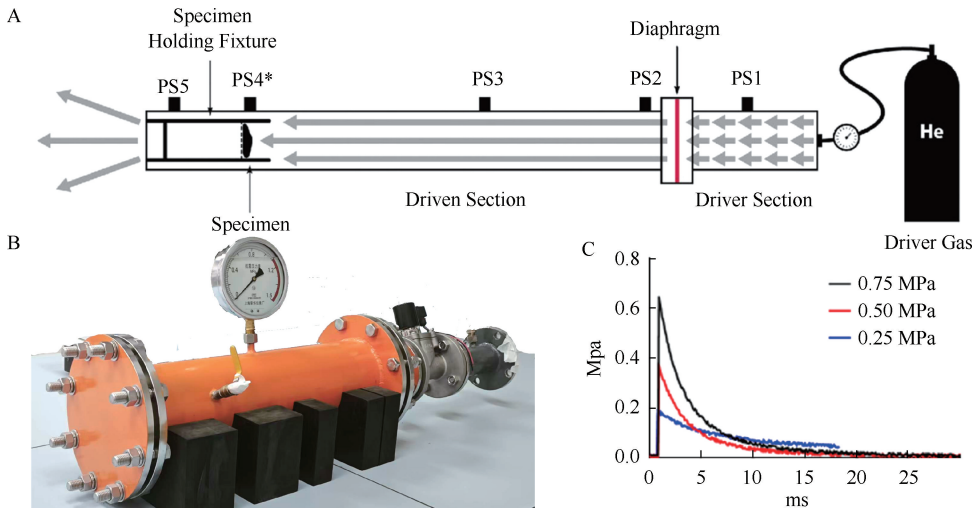 A
Specimen
Holding Fixture
Diaphragm
PS5
PS4*
PS3
PS2
PS1
He
Driven Section
Driver Section
Specimen
Driver Gas
B
C
0.8
0.6
0.4
0.2
0.0
Mpa
0.75 MPa
0.50 MPa
0.25 MPa
0
5
10
15
20
25
ms